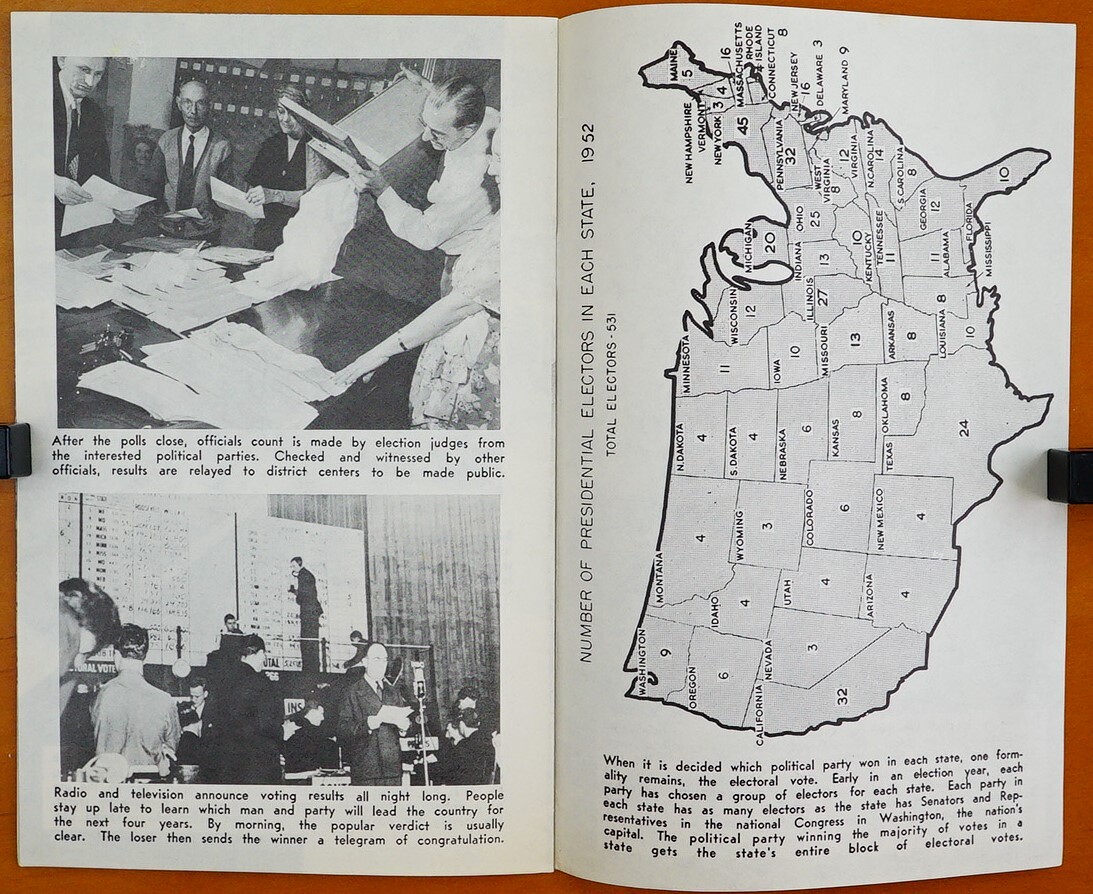 After the polls close, officials count is made by election judges from
the interested political parties. Checked and witnessed by other
officials, results are relayed to district centers to be made public.
ORAL VOTE
TOTAL
266
INS
Radio and television announce voting results all night long. People
stay up late to learn which man and party will lead the country for
the next four years. By morning, the popular verdict is usually
clear. The loser then sends the winner a telegram of congratulation.
NUMBER OF PRESIDENTIAL ELECTORS IN EACH STATE, 1952
TOTAL ELECTORS - 531
WASHINGTON
9
OREGON
6
CALIFORNIA
32
NEVADA
3
IDAHO
4
MONTANA
4
WYOMING
3
UTAH
4
ARIZONA
4
COLORADO
6
NEW MEXICO
4
N. DAKOTA
4
S. DAKOTA
4
NEBRASKA
6
KANSAS
8
OKLAHOMA
8
TEXAS
24
MINNESOTA
11
IOWA
10
MISSOURI
13
ARKANSAS
8
LOUISIANA
10
WISCONSIN
12
ILLINOIS
27
MICHIGAN
20
INDIANA
13
OHIO
25
KENTUCKY
10
TENNESSEE
11
MISSISSIPPI
8
ALABAMA
11
GEORGIA
12
FLORIDA
10
S. CAROLINA
8
N. CAROLINA
14
VIRGINIA
12
WEST
VIRGINIA
8
PENNSYLVANIA
32
NEW YORK
45
VERMONT
3
NEW HAMPSHIRE
4
MAINE
5
MASSACHUSETTS
16
RHODE
ISLAND
4
CONNECTICUT
8
NEW JERSEY
16
DELAWARE 3
MARYLAND 9
When it is decided which political party won in each state, one form-
ality remains, the electoral vote. Early in an election year, each
party has chosen a group of electors for each state. Each party in
each state has as many electors as the state has Senators and Rep-
resentatives in the national Congress in Washington, the nation's
capital. The political party winning the majority of votes in a
state gets the state's entire block of electoral votes.